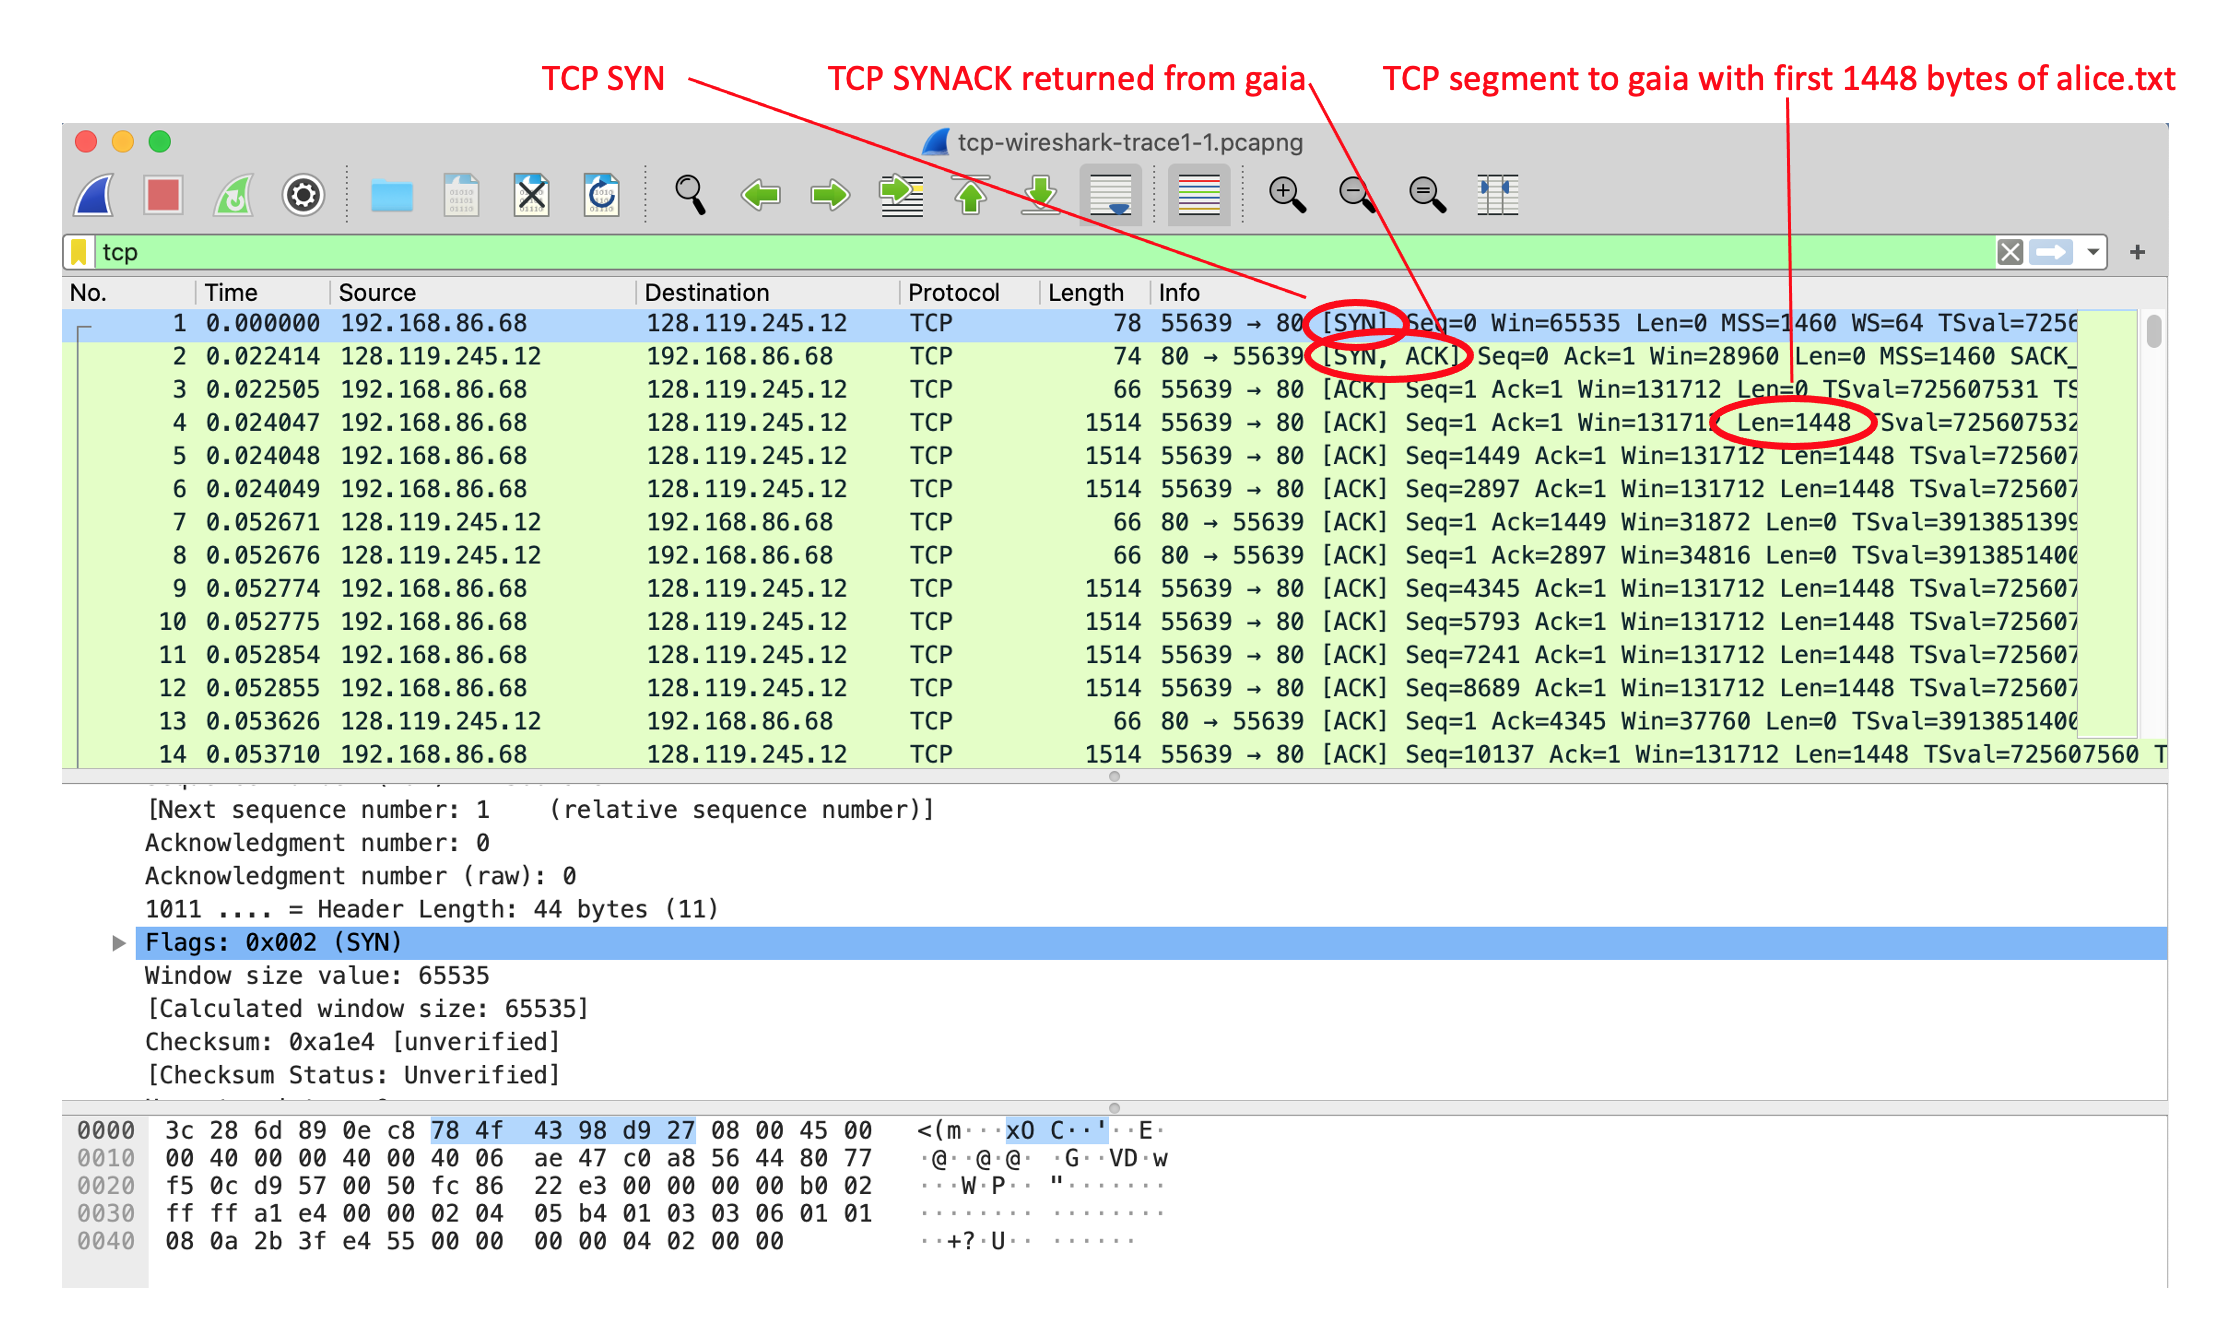 TCP SYN TCP SYNACK returned from gaia TCP segment to gaia with first 1448 bytes of alice.txt
tcp-wireshark-trace1-1.pcapng
tcp
No. Time Source Destination Protocol Length Info
1 0.000000 192.168.86.68 128.119.245.12 TCP 78 55639 → 80 [SYN] Seq=0 Win=65535 Len=0 MSS=1460 WS=64 TSval=7256
2 0.022414 128.119.245.12 192.168.86.68 TCP 74 80 → 55639 [SYN, ACK] Seq=0 Ack=1 Win=28960 Len=0 MSS=1460 SACK_
3 0.022505 192.168.86.68 128.119.245.12 TCP 66 55639 → 80 [ACK] Seq=1 Ack=1 Win=131712 Len=0 TSval=725607531 TS
4 0.024047 192.168.86.68 128.119.245.12 TCP 1514 55639 → 80 [ACK] Seq=1 Ack=1 Win=131712 Len=1448 TSval=725607532
5 0.024048 192.168.86.68 128.119.245.12 TCP 1514 55639 → 80 [ACK] Seq=1449 Ack=1 Win=131712 Len=1448 TSval=725607
6 0.024049 192.168.86.68 128.119.245.12 TCP 1514 55639 → 80 [ACK] Seq=2897 Ack=1 Win=131712 Len=1448 TSval=725607
7 0.052671 128.119.245.12 192.168.86.68 TCP 66 80 → 55639 [ACK] Seq=1 Ack=1449 Win=31872 Len=0 TSval=3913851399
8 0.052676 128.119.245.12 192.168.86.68 TCP 66 80 → 55639 [ACK] Seq=1 Ack=2897 Win=34816 Len=0 TSval=3913851400
9 0.052774 192.168.86.68 128.119.245.12 TCP 1514 55639 → 80 [ACK] Seq=4345 Ack=1 Win=131712 Len=1448 TSval=725607
10 0.052775 192.168.86.68 128.119.245.12 TCP 1514 55639 → 80 [ACK] Seq=5793 Ack=1 Win=131712 Len=1448 TSval=725607
11 0.052854 192.168.86.68 128.119.245.12 TCP 1514 55639 → 80 [ACK] Seq=7241 Ack=1 Win=131712 Len=1448 TSval=725607
12 0.052855 192.168.86.68 128.119.245.12 TCP 1514 55639 → 80 [ACK] Seq=8689 Ack=1 Win=131712 Len=1448 TSval=725607
13 0.053626 128.119.245.12 192.168.86.68 TCP 66 80 → 55639 [ACK] Seq=1 Ack=4345 Win=37760 Len=0 TSval=3913851400
14 0.053710 192.168.86.68 128.119.245.12 TCP 1514 55639 → 80 [ACK] Seq=10137 Ack=1 Win=131712 Len=1448 TSval=725607560 T
[Next sequence number: 1 (relative sequence number)]
Acknowledgment number: 0
Acknowledgment number (raw): 0
1011 .... = Header Length: 44 bytes (11)
Flags: 0x002 (SYN)
Window size value: 65535
[Calculated window size: 65535]
Checksum: 0xa1e4 [unverified]
[Checksum Status: Unverified]
0000 3c 28 6d 89 0e c8 78 4f 43 98 d9 27 08 00 45 00 <(m···xO C··'··E·
0010 00 40 00 00 40 00 40 06 ae 47 c0 a8 56 44 80 77 ·@··@·@· ·G··VD·w
0020 f5 0c d9 57 00 50 fc 86 22 e3 00 00 00 00 b0 02 ···W·P·· "·······
0030 ff ff a1 e4 00 00 02 04 05 b4 01 03 03 06 01 01 ········ ········
0040 08 0a 2b 3f e4 55 00 00 00 00 04 02 00 00 ··+?·U·· ······